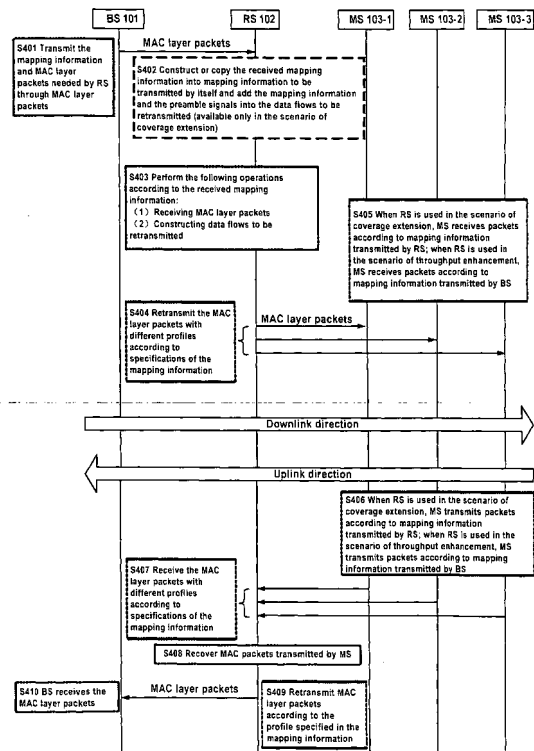 BS 101
RS 102
MS 103-1
MS 103-2
MS 103-3
S401 Transmit the
mapping information
and MAC layer
packets needed by RS
through MAC layer
packets
MAC layer packets
S402 Construct or copy the received mapping
information into mapping information to be
transmitted by itself and add the mapping information
and the preamble signals into the data flows to be
retransmitted (available only in the scenario of
coverage extension)
S403 Perform the following operations
according to the received mapping
information:
(1) Receiving MAC layer packets
(2) Constructing data flows to be
retransmitted
S405 When RS is used in the scenario of
coverage extension, MS receives packets
according to mapping information
transmitted by RS; when RS is used in
the scenario of throughput enhancement,
MS receives packets according to
mapping information transmitted by BS
S404 Retransmit the MAC
layer packets with
different profiles
according to
specifications of the
mapping information
MAC layer packets
Downlink direction
Uplink direction
S406 When RS is used in the scenario of
coverage extension, MS transmits packets
according to mapping information
transmitted by RS; when RS is used in the
scenario of throughput enhancement, MS
transmits packets according to mapping
information transmitted by BS
S407 Receive the MAC
layer packets with
different profiles
according to
specifications of the
mapping information
S408 Recover MAC packets transmitted by MS
S410 BS receives the
MAC layer packets
MAC layer packets
S409 Retransmit MAC
layer packets
according to the
profile specified in the
mapping information